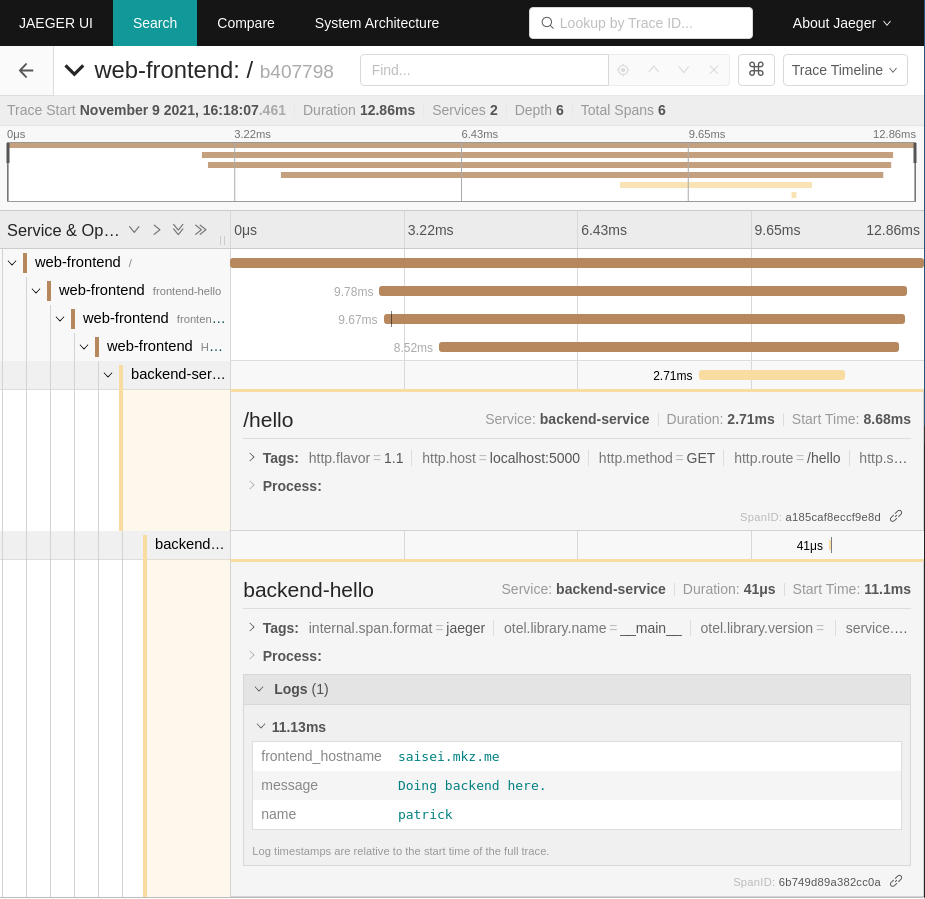 JAEGER UI Search Compare System Architecture Lookup by Trace ID... About Jaeger
web-frontend: / b407798 Find... ⌘ Trace Timeline
Trace Start November 9 2021, 16:18:07.461 Duration 12.86ms Services 2 Depth 6 Total Spans 6
0μs 3.22ms 6.43ms 9.65ms 12.86ms
Service & Op… 0μs 3.22ms 6.43ms 9.65ms 12.86ms
web-frontend /
web-frontend frontend-hello 9.78ms
web-frontend fronten… 9.67ms
web-frontend H… 8.52ms
backend-ser… 2.71ms
/hello Service: backend-service Duration: 2.71ms Start Time: 8.68ms
Tags: http.flavor = 1.1 http.host = localhost:5000 http.method = GET http.route = /hello http.s…
Process:
SpanID: a185caf8eccf9e8d
backend… 41μs
backend-hello Service: backend-service Duration: 41μs Start Time: 11.1ms
Tags: internal.span.format = jaeger otel.library.name = __main__ otel.library.version = service.…
Process:
Logs (1)
11.13ms
frontend_hostname saisei.mkz.me
message Doing backend here.
name patrick
Log timestamps are relative to the start time of the full trace.
SpanID: 6b749d89a382cc0a